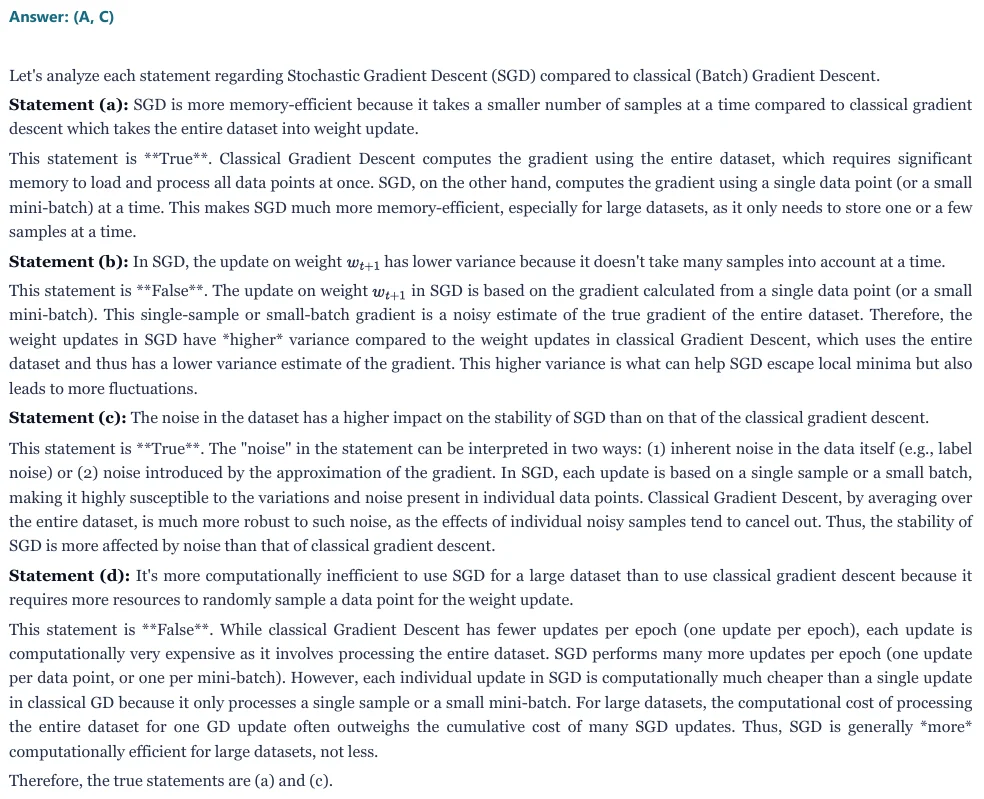 Answer: (A, C)
Let's analyze each statement regarding Stochastic Gradient Descent (SGD) compared to classical (Batch) Gradient Descent.
Statement (a): SGD is more memory-efficient because it takes a smaller number of samples at a time compared to classical gradient
descent which takes the entire dataset into weight update.
This statement is **True**. Classical Gradient Descent computes the gradient using the entire dataset, which requires significant
memory to load and process all data points at once. SGD, on the other hand, computes the gradient using a single data point (or a small
mini-batch) at a time. This makes SGD much more memory-efficient, especially for large datasets, as it only needs to store one or a few
samples at a time.
Statement (b): In SGD, the update on weight w_{t+1} has lower variance because it doesn't take many samples into account at a time.
This statement is **False**. The update on weight w_{t+1} in SGD is based on the gradient calculated from a single data point (or a small
mini-batch). This single-sample or small-batch gradient is a noisy estimate of the true gradient of the entire dataset. Therefore, the
weight updates in SGD have *higher* variance compared to the weight updates in classical Gradient Descent, which uses the entire
dataset and thus has a lower variance estimate of the gradient. This higher variance is what can help SGD escape local minima but also
leads to more fluctuations.
Statement (c): The noise in the dataset has a higher impact on the stability of SGD than on that of the classical gradient descent.
This statement is **True**. The "noise" in the statement can be interpreted in two ways: (1) inherent noise in the data itself (e.g., label
noise) or (2) noise introduced by the approximation of the gradient. In SGD, each update is based on a single sample or a small batch,
making it highly susceptible to the variations and noise present in individual data points. Classical Gradient Descent, by averaging over
the entire dataset, is much more robust to such noise, as the effects of individual noisy samples tend to cancel out. Thus, the stability of
SGD is more affected by noise than that of classical gradient descent.
Statement (d): It's more computationally inefficient to use SGD for a large dataset than to use classical gradient descent because it
requires more resources to randomly sample a data point for the weight update.
This statement is **False**. While classical Gradient Descent has fewer updates per epoch (one update per epoch), each update is
computationally very expensive as it involves processing the entire dataset. SGD performs many more updates per epoch (one update
per data point, or one per mini-batch). However, each individual update in SGD is computationally much cheaper than a single update
in classical GD because it only processes a single sample or a small mini-batch. For large datasets, the computational cost of processing
the entire dataset for one GD update often outweighs the cumulative cost of many SGD updates. Thus, SGD is generally *more*
computationally efficient for large datasets, not less.
Therefore, the true statements are (a) and (c).